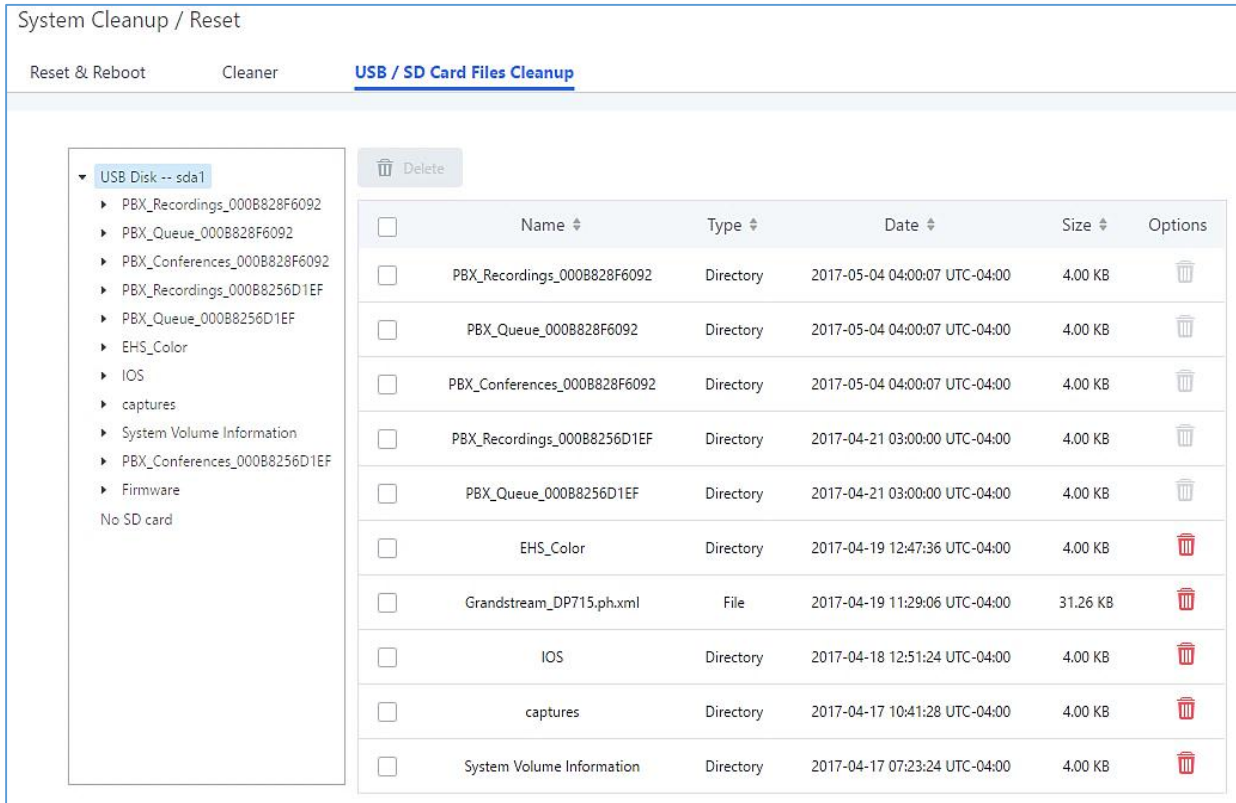 System Cleanup / Reset
Reset & Reboot Cleaner USB / SD Card Files Cleanup
USB Disk -- sda1
PBX_Recordings_000B828F6092
PBX_Queue_000B828F6092
PBX_Conferences_000B828F6092
PBX_Recordings_000B8256D1EF
PBX_Queue_000B8256D1EF
EHS_Color
IOS
captures
System Volume Information
PBX_Conferences_000B8256D1EF
Firmware
No SD card
Delete
Name Type Date Size Options
PBX_Recordings_000B828F6092 Directory 2017-05-04 04:00:07 UTC-04:00 4.00 KB
PBX_Queue_000B828F6092 Directory 2017-05-04 04:00:07 UTC-04:00 4.00 KB
PBX_Conferences_000B828F6092 Directory 2017-05-04 04:00:07 UTC-04:00 4.00 KB
PBX_Recordings_000B8256D1EF Directory 2017-04-21 03:00:00 UTC-04:00 4.00 KB
PBX_Queue_000B8256D1EF Directory 2017-04-21 03:00:00 UTC-04:00 4.00 KB
EHS_Color Directory 2017-04-19 12:47:36 UTC-04:00 4.00 KB
Grandstream_DP715.ph.xml File 2017-04-19 11:29:06 UTC-04:00 31.26 KB
IOS Directory 2017-04-18 12:51:24 UTC-04:00 4.00 KB
captures Directory 2017-04-17 10:41:28 UTC-04:00 4.00 KB
System Volume Information Directory 2017-04-17 07:23:24 UTC-04:00 4.00 KB